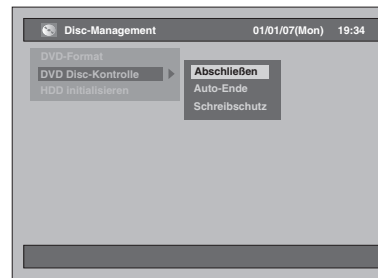 Disc-Management 01/01/07(Mon) 19:34
DVD-Format
DVD Disc-Kontrolle
HDD initialisieren
Abschließen
Auto-Ende
Schreibschutz